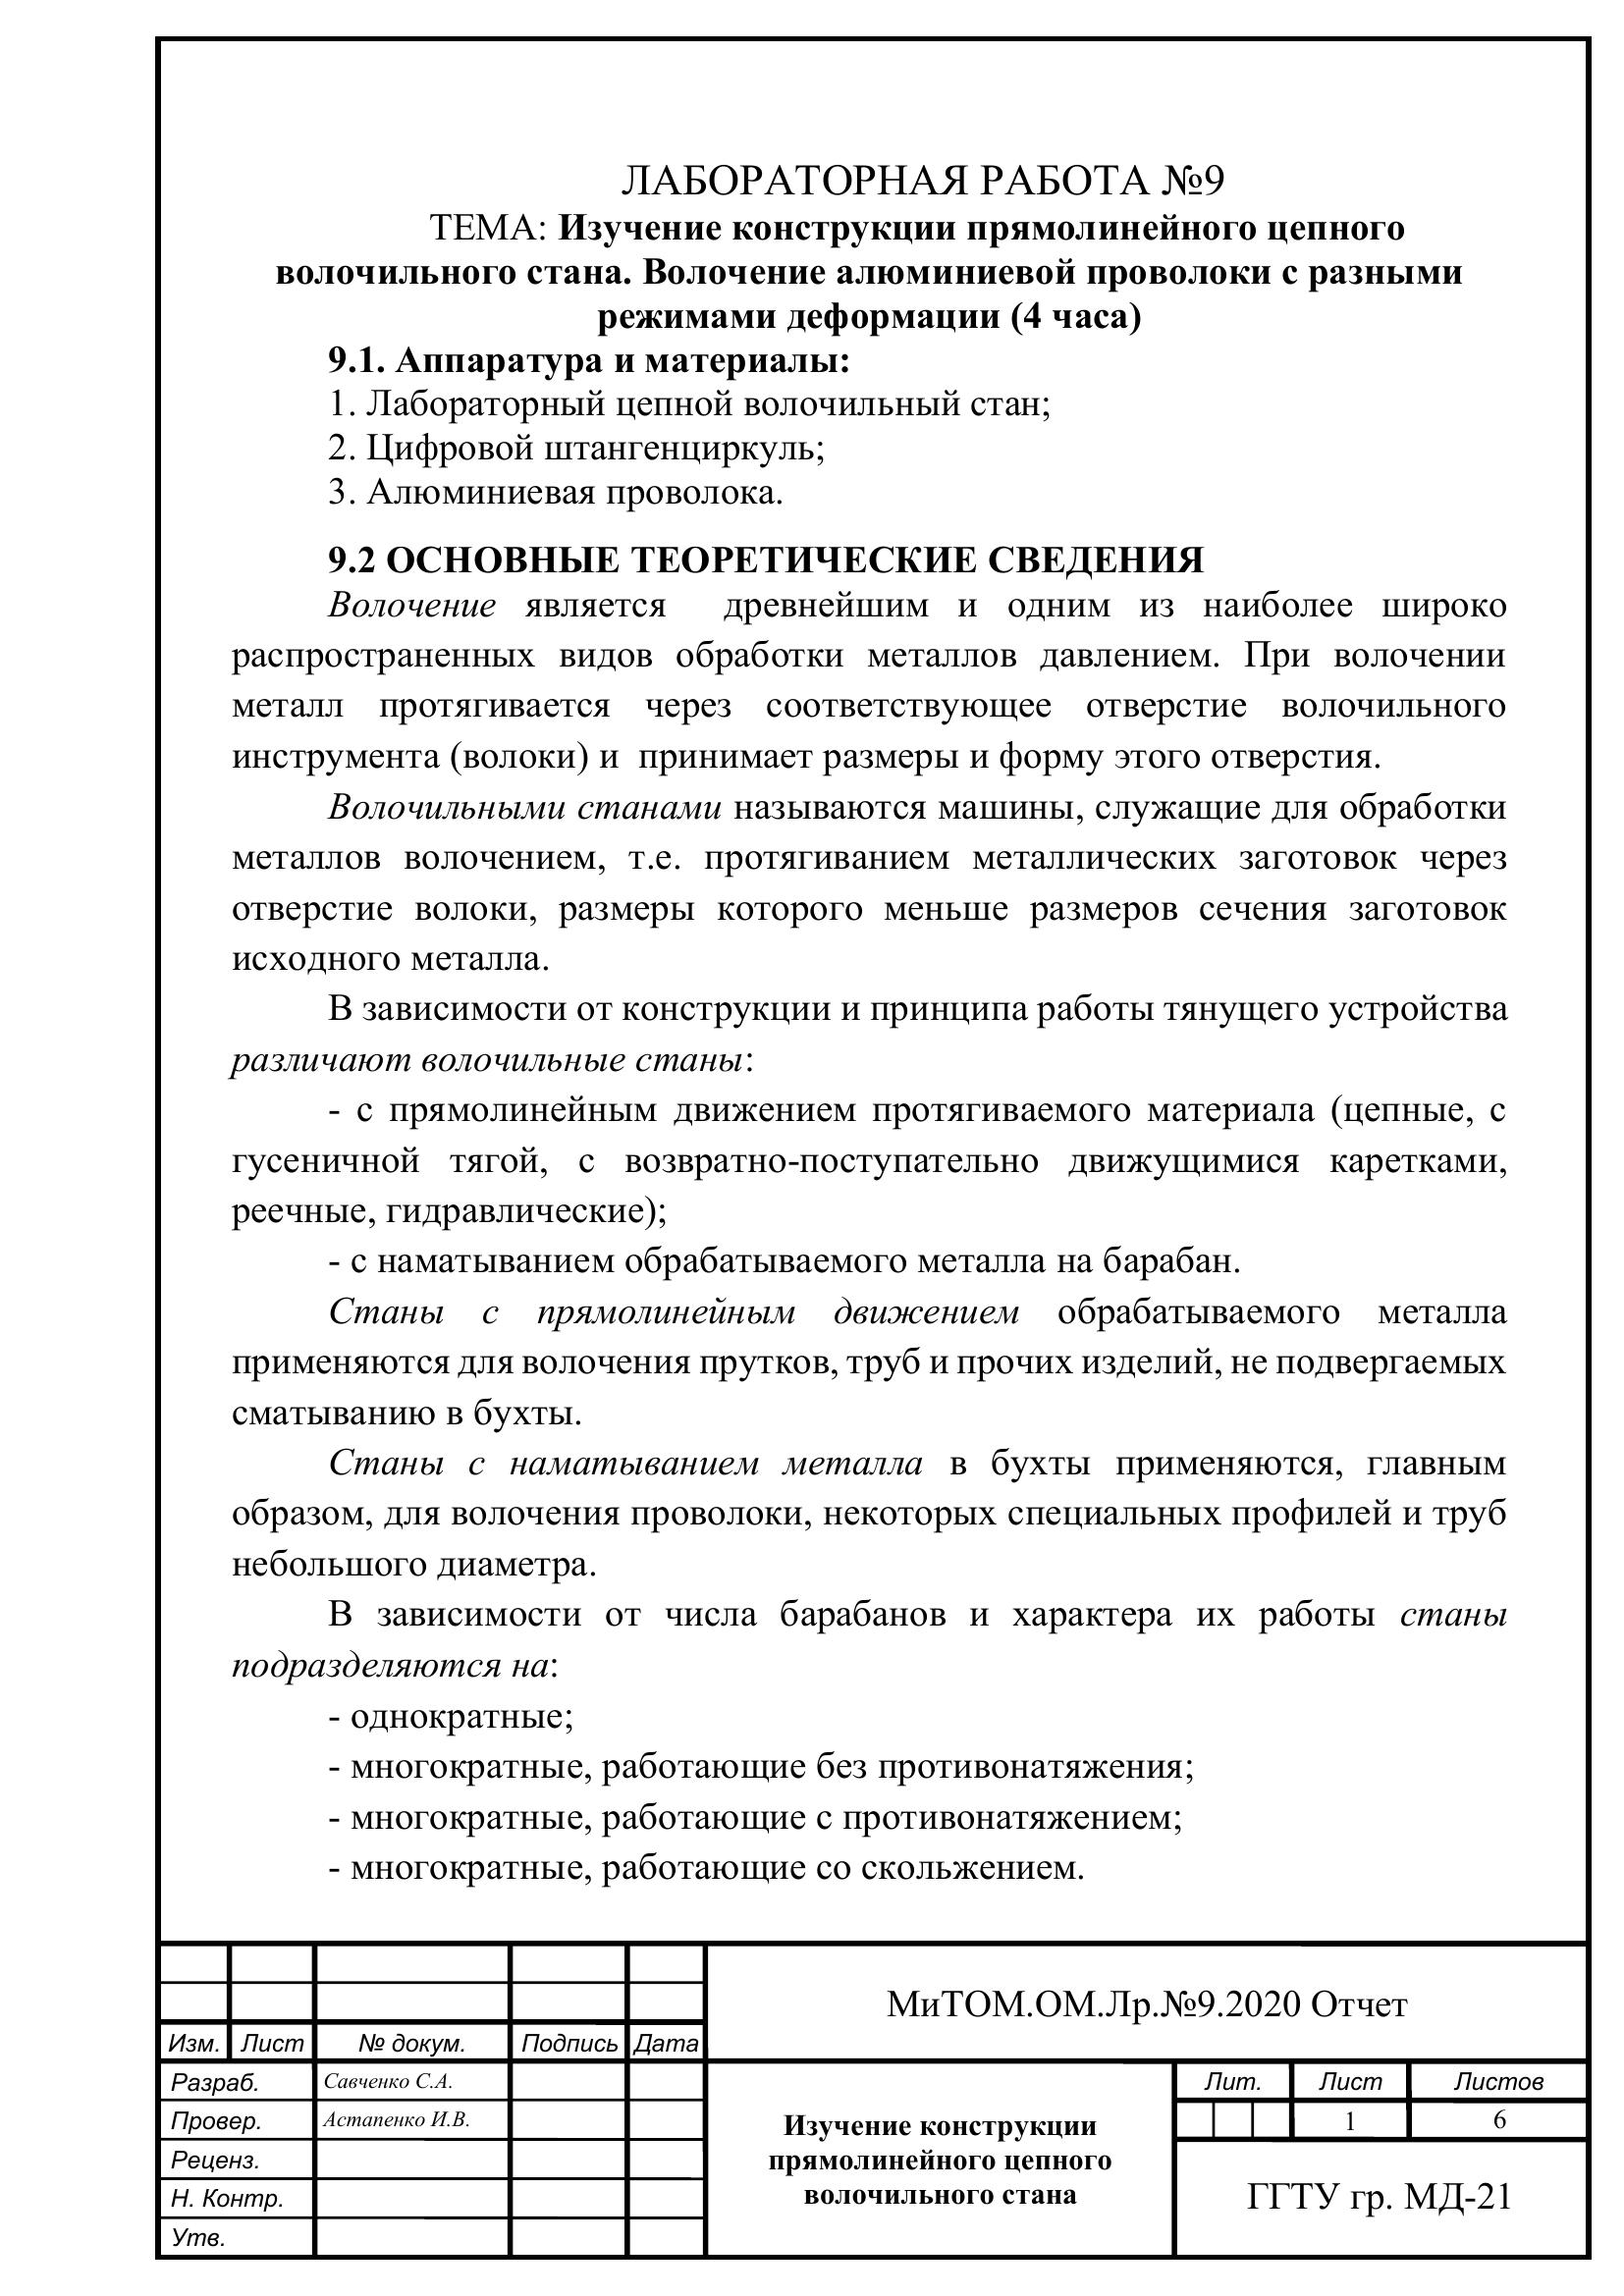 ЛАБОРАТОРНАЯ РАБОТА №9
ТЕМА: Изучение конструкции прямолинейного цепного
волочильного стана. Волочение алюминиевой проволоки с разными
режимами деформации (4 часа)
9.1. Аппаратура и материалы:
1. Лабораторный цепной волочильный стан;
2. Цифровой штангенциркуль;
3. Алюминиевая проволока.
9.2 ОСНОВНЫЕ ТЕОРЕТИЧЕСКИЕ СВЕДЕНИЯ
Волочение является древнейшим и одним из наиболее широко
распространенных видов обработки металлов давлением. При волочении
металл протягивается через соответствующее отверстие волочильного
инструмента (волоки) и принимает размеры и форму этого отверстия.
Волочильными станами называются машины, служащие для обработки
металлов волочением, т.е. протягиванием металлических заготовок через
отверстие волоки, размеры которого меньше размеров сечения заготовок
исходного металла.
В зависимости от конструкции и принципа работы тянущего устройства
различают волочильные станы:
- с прямолинейным движением протягиваемого материала (цепные, с
гусеничной тягой, с возвратно-поступательно движущимися каретками,
реечные, гидравлические);
- с наматыванием обрабатываемого металла на барабан.
Станы с прямолинейным движением обрабатываемого металла
применяются для волочения прутков, труб и прочих изделий, не подвергаемых
сматыванию в бухты.
Станы с наматыванием металла в бухты применяются, главным
образом, для волочения проволоки, некоторых специальных профилей и труб
небольшого диаметра.
В зависимости от числа барабанов и характера их работы станы
подразделяются на:
- однократные;
- многократные, работающие без противонатяжения;
- многократные, работающие с противонатяжением;
- многократные, работающие со скольжением.
МиТОМ.ОМ.Лр.№9.2020 Отчет
Изм. Лист № докум. Подпись Дата
Разраб. Савченко С.А.
Провер. Астапенко И.В.
Реценз.
Н. Контр.
Утв.
Изучение конструкции
прямолинейного цепного
волочильного стана
Лит. Лист Листов
1 6
ГГТУ гр. МД-21